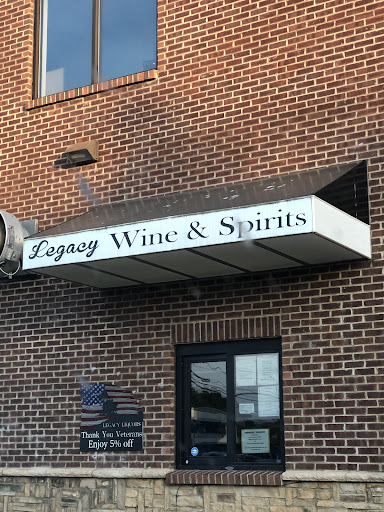 Legacy Wine & Spirits
LEGACY LIQUORS
Thank You Veterans
Enjoy 5% off